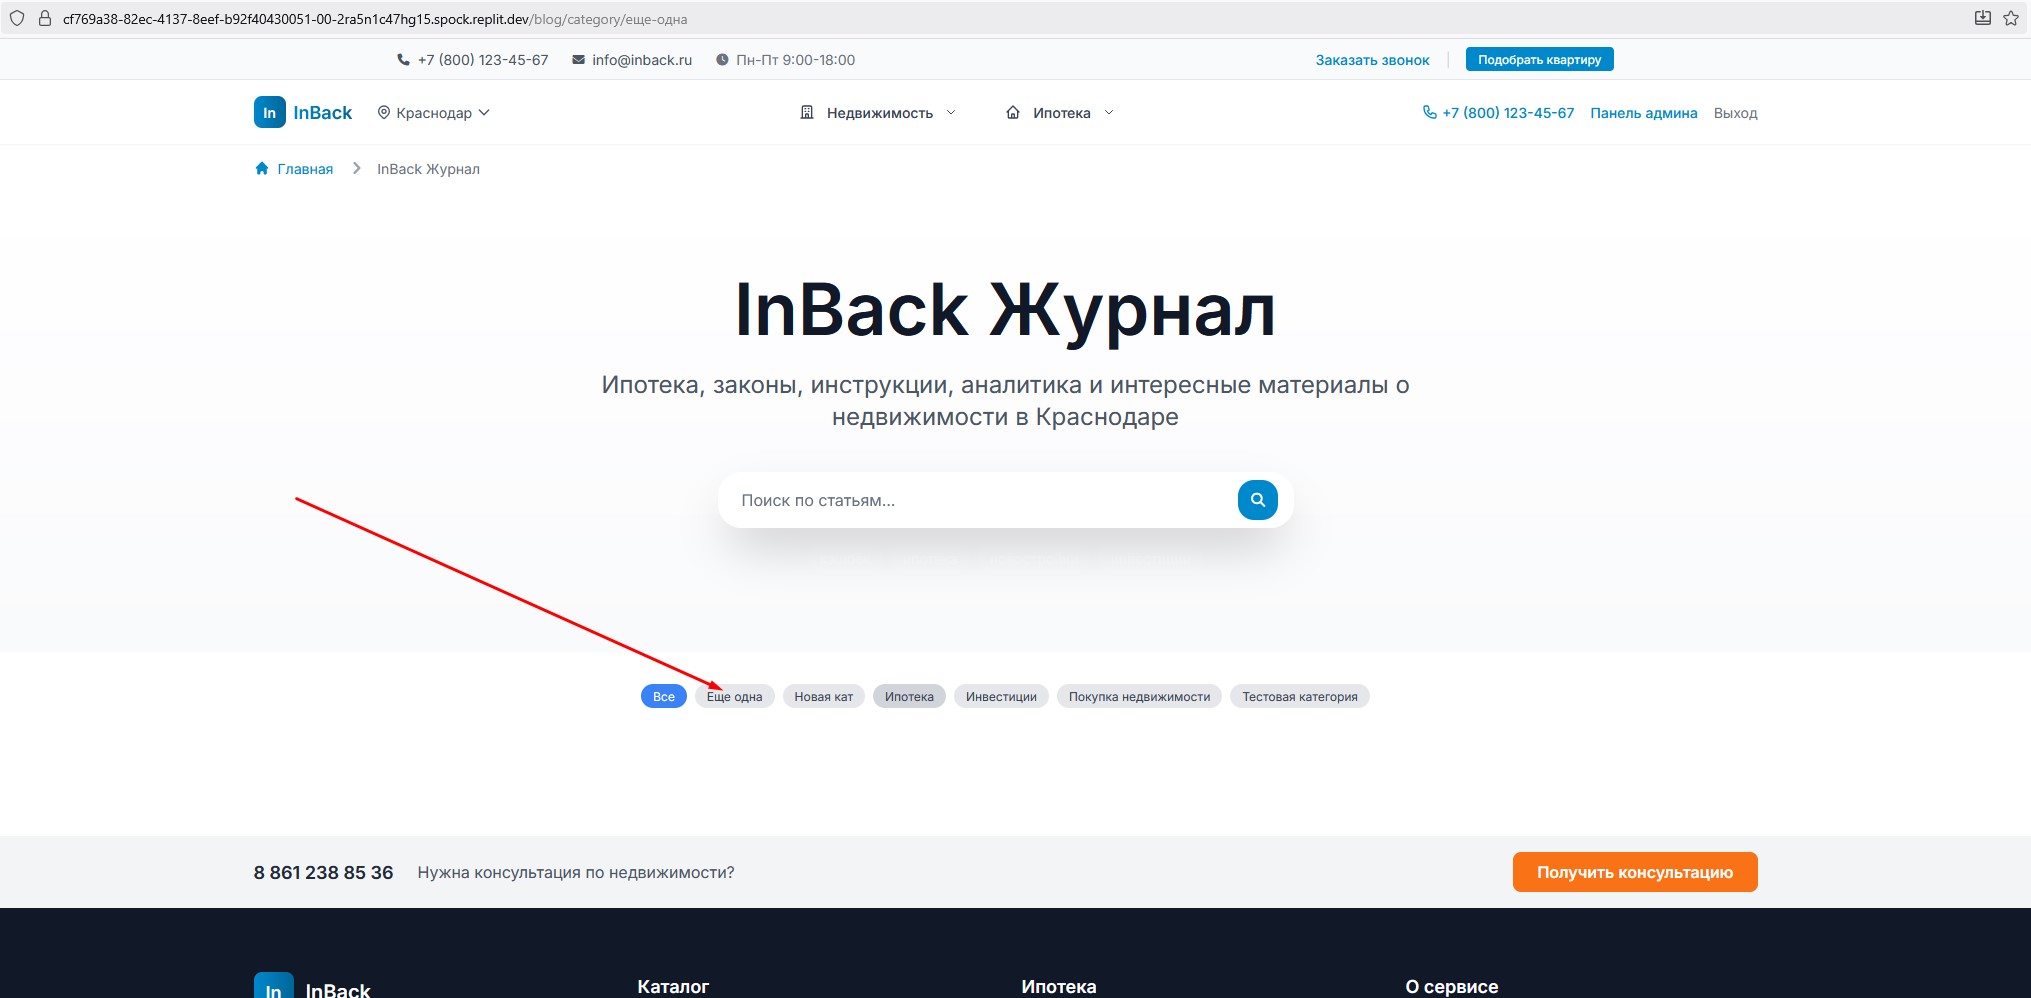 cf769a38-82ec-4137-8eef-b92f40430051-00-2ra5n1c47hg15.spock.replit.dev/blog/category/еще-одна
+7 (800) 123-45-67 info@inback.ru Пн-Пт 9:00-18:00 Заказать звонок Подобрать квартиру
In InBack Краснодар Недвижимость Ипотека +7 (800) 123-45-67 Панель админа Выход
Главная InBack Журнал
InBack Журнал
Ипотека, законы, инструкции, аналитика и интересные материалы о
недвижимости в Краснодаре
Поиск по статьям...
Все Еще одна Новая кат Ипотека Инвестиции Покупка недвижимости Тестовая категория
8 861 238 85 36 Нужна консультация по недвижимости? Получить консультацию
In InBack Каталог Ипотека О сервисе